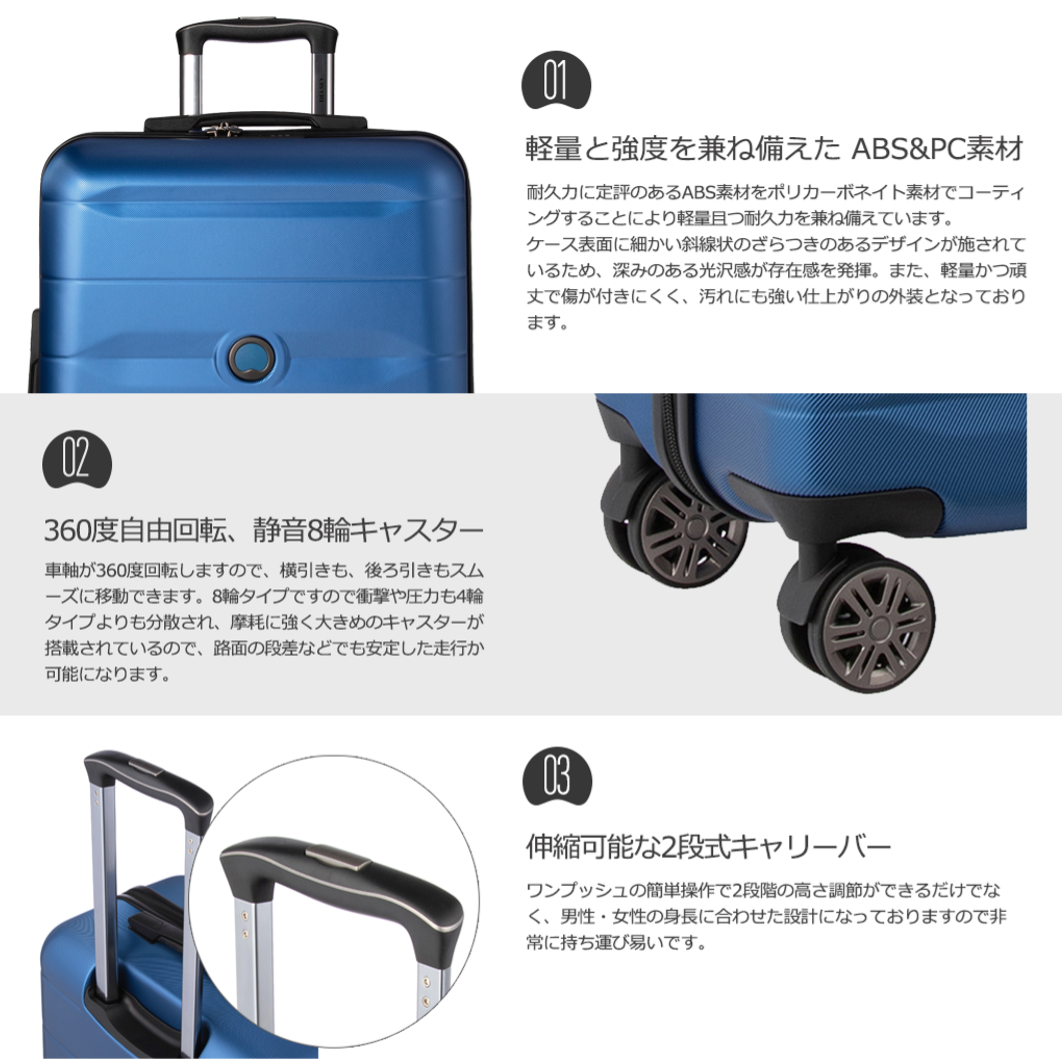 01
軽量と強度を兼ね備えた ABS&PC素材
耐久力に定評のあるABS素材をポリカーボネイト素材でコーティ
ングすることにより軽量且つ耐久力を兼ね備えています。
ケース表面に細かい斜線状のざらつきのあるデザインが施されて
いるため、深みのある光沢感が存在感を発揮。また、軽量かつ頑
丈で傷が付きにくく、汚れにも強い仕上がりの外装となっており
ます。
02
360度自由回転、静音8輪キャスター
車軸が360度回転しますので、横引きも、後ろ引きもスム
ーズに移動できます。8輪タイプですので衝撃や圧力も4輪
タイプよりも分散され、摩耗に強く大きめのキャスターが
搭載されているので、路面の段差などでも安定した走行か
可能になります。
03
伸縮可能な2段式キャリーバー
ワンプッシュの簡単操作で2段階の高さ調節ができるだけでな
く、男性・女性の身長に合わせた設計になっておりますので非
常に持ち運び易いです。